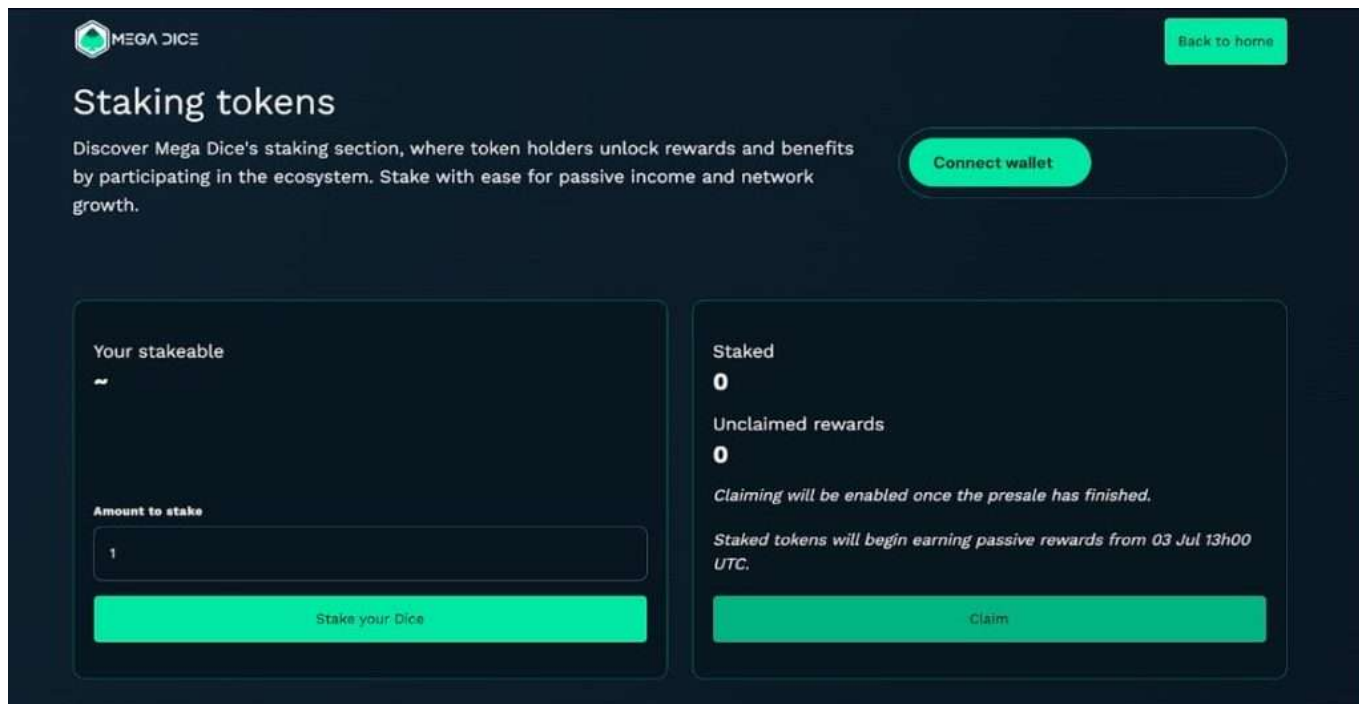 MEGA DICE
Back to home
Staking tokens
Discover Mega Dice's staking section, where token holders unlock rewards and benefits
by participating in the ecosystem. Stake with ease for passive income and network
growth.
Connect wallet
Your stakeable
~
Amount to stake
1
Stake your Dice
Staked
0
Unclaimed rewards
0
Claiming will be enabled once the presale has finished.
Staked tokens will begin earning passive rewards from 03 Jul 13h00
UTC.
Claim